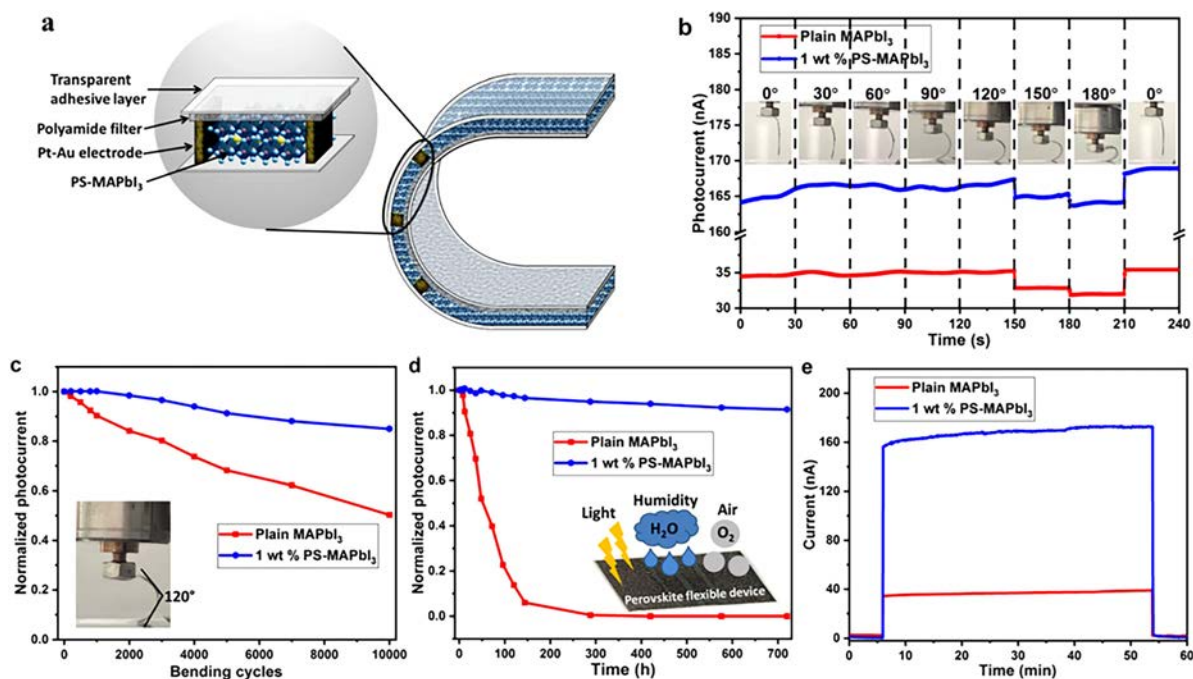 a
Transparent
adhesive layer
Polyamide filter
Pt-Au electrode
PS-MAPbI₃
b
Plain MAPbI₃
1 wt % PS-MAPbI₃
0° 30° 60° 90° 120° 150° 180° 0°
Photocurrent (nA)
190
185
180
175
170
165
160
35
30
0 30 60 90 120 150 180 210 240
Time (s)
c
Normalized photocurrent
1.0
0.8
0.6
0.4
0.2
0.0
Plain MAPbI₃
1 wt % PS-MAPbI₃
120°
0 2000 4000 6000 8000 10000
Bending cycles
d
Normalized photocurrent
1.0
0.8
0.6
0.4
0.2
0.0
Plain MAPbI₃
1 wt % PS-MAPbI₃
Light
Humidity
H₂O
Air
O₂
Perovskite flexible device
0 100 200 300 400 500 600 700
Time (h)
e
Plain MAPbI₃
1 wt % PS-MAPbI₃
Current (nA)
200
160
120
80
40
0
0 10 20 30 40 50 60
Time (min)